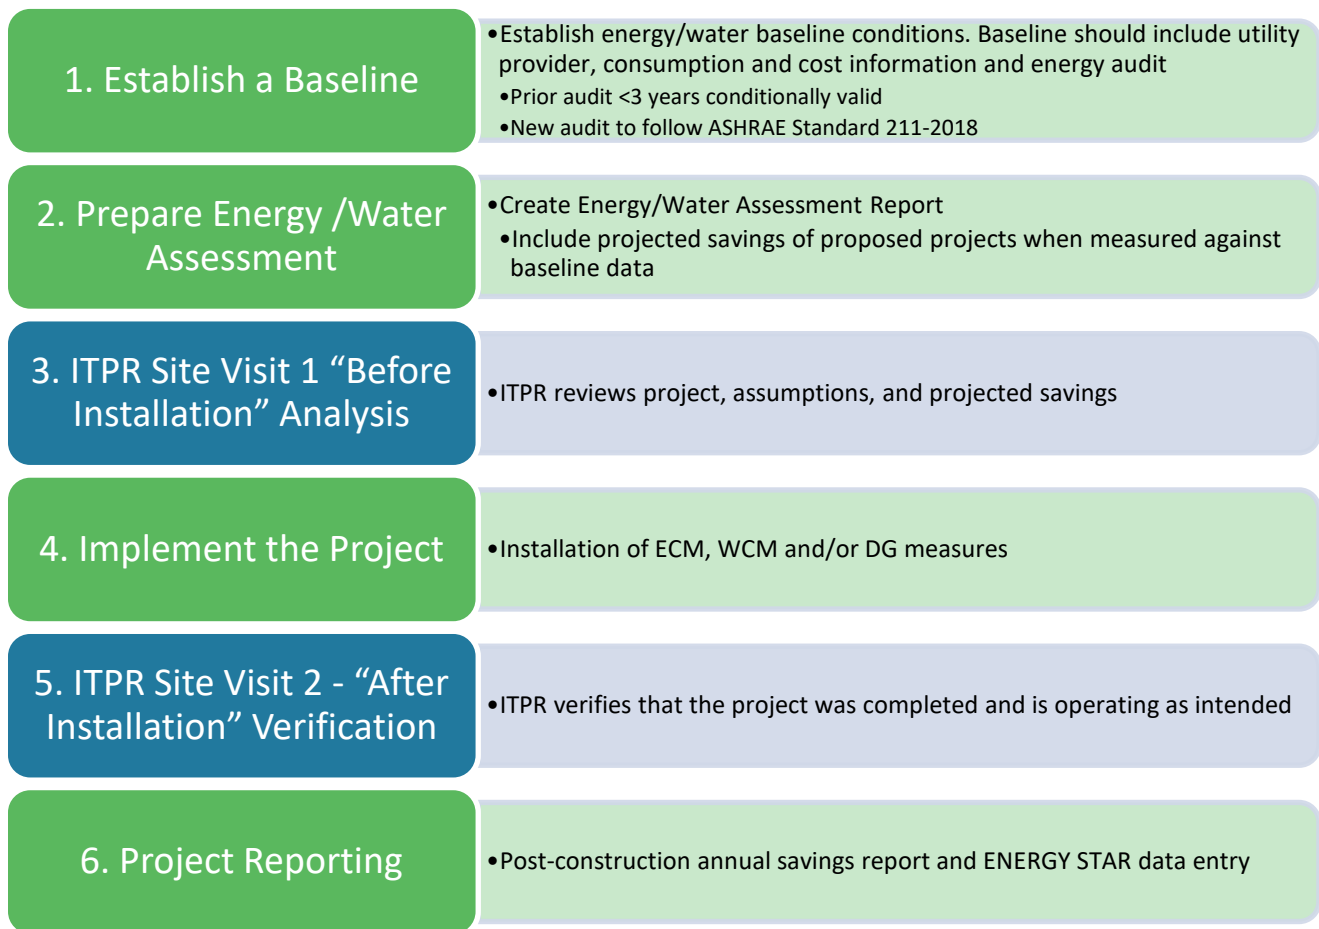 1. Establish a Baseline
•Establish energy/water baseline conditions. Baseline should include utility
provider, consumption and cost information and energy audit
•Prior audit <3 years conditionally valid
•New audit to follow ASHRAE Standard 211-2018
2. Prepare Energy /Water
Assessment
•Create Energy/Water Assessment Report
•Include projected savings of proposed projects when measured against
baseline data
3. ITPR Site Visit 1 “Before
Installation” Analysis
•ITPR reviews project, assumptions, and projected savings
4. Implement the Project
•Installation of ECM, WCM and/or DG measures
5. ITPR Site Visit 2 - “After
Installation” Verification
•ITPR verifies that the project was completed and is operating as intended
6. Project Reporting
•Post-construction annual savings report and ENERGY STAR data entry